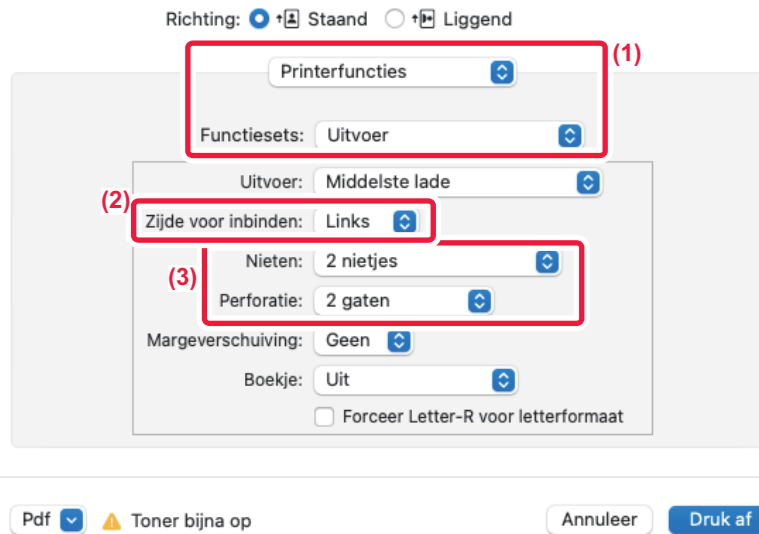 Richting: Staand Liggend
(1)
Printerfuncties
Functiesets: Uitvoer
Uitvoer: Middelste lade
(2)
Zijde voor inbinden: Links
(3)
Nieten: 2 nietjes
Perforatie: 2 gaten
Margeverschuiving: Geen
Boekje: Uit
Forceer Letter-R voor letterformaat
Pdf Toner bijna op Annuleer Druk af